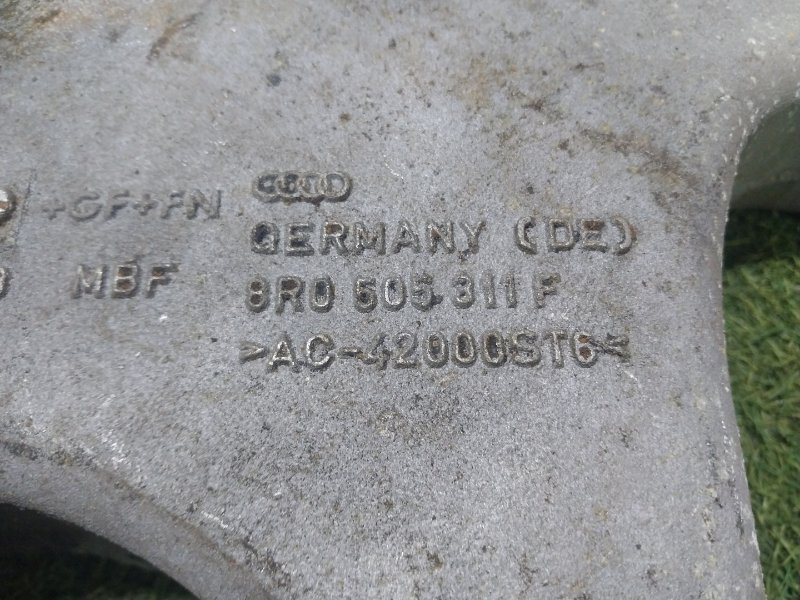 +GF+FN
GERMANY (DE)
MBF 8R0 505 311 F
>AC-42000ST6<